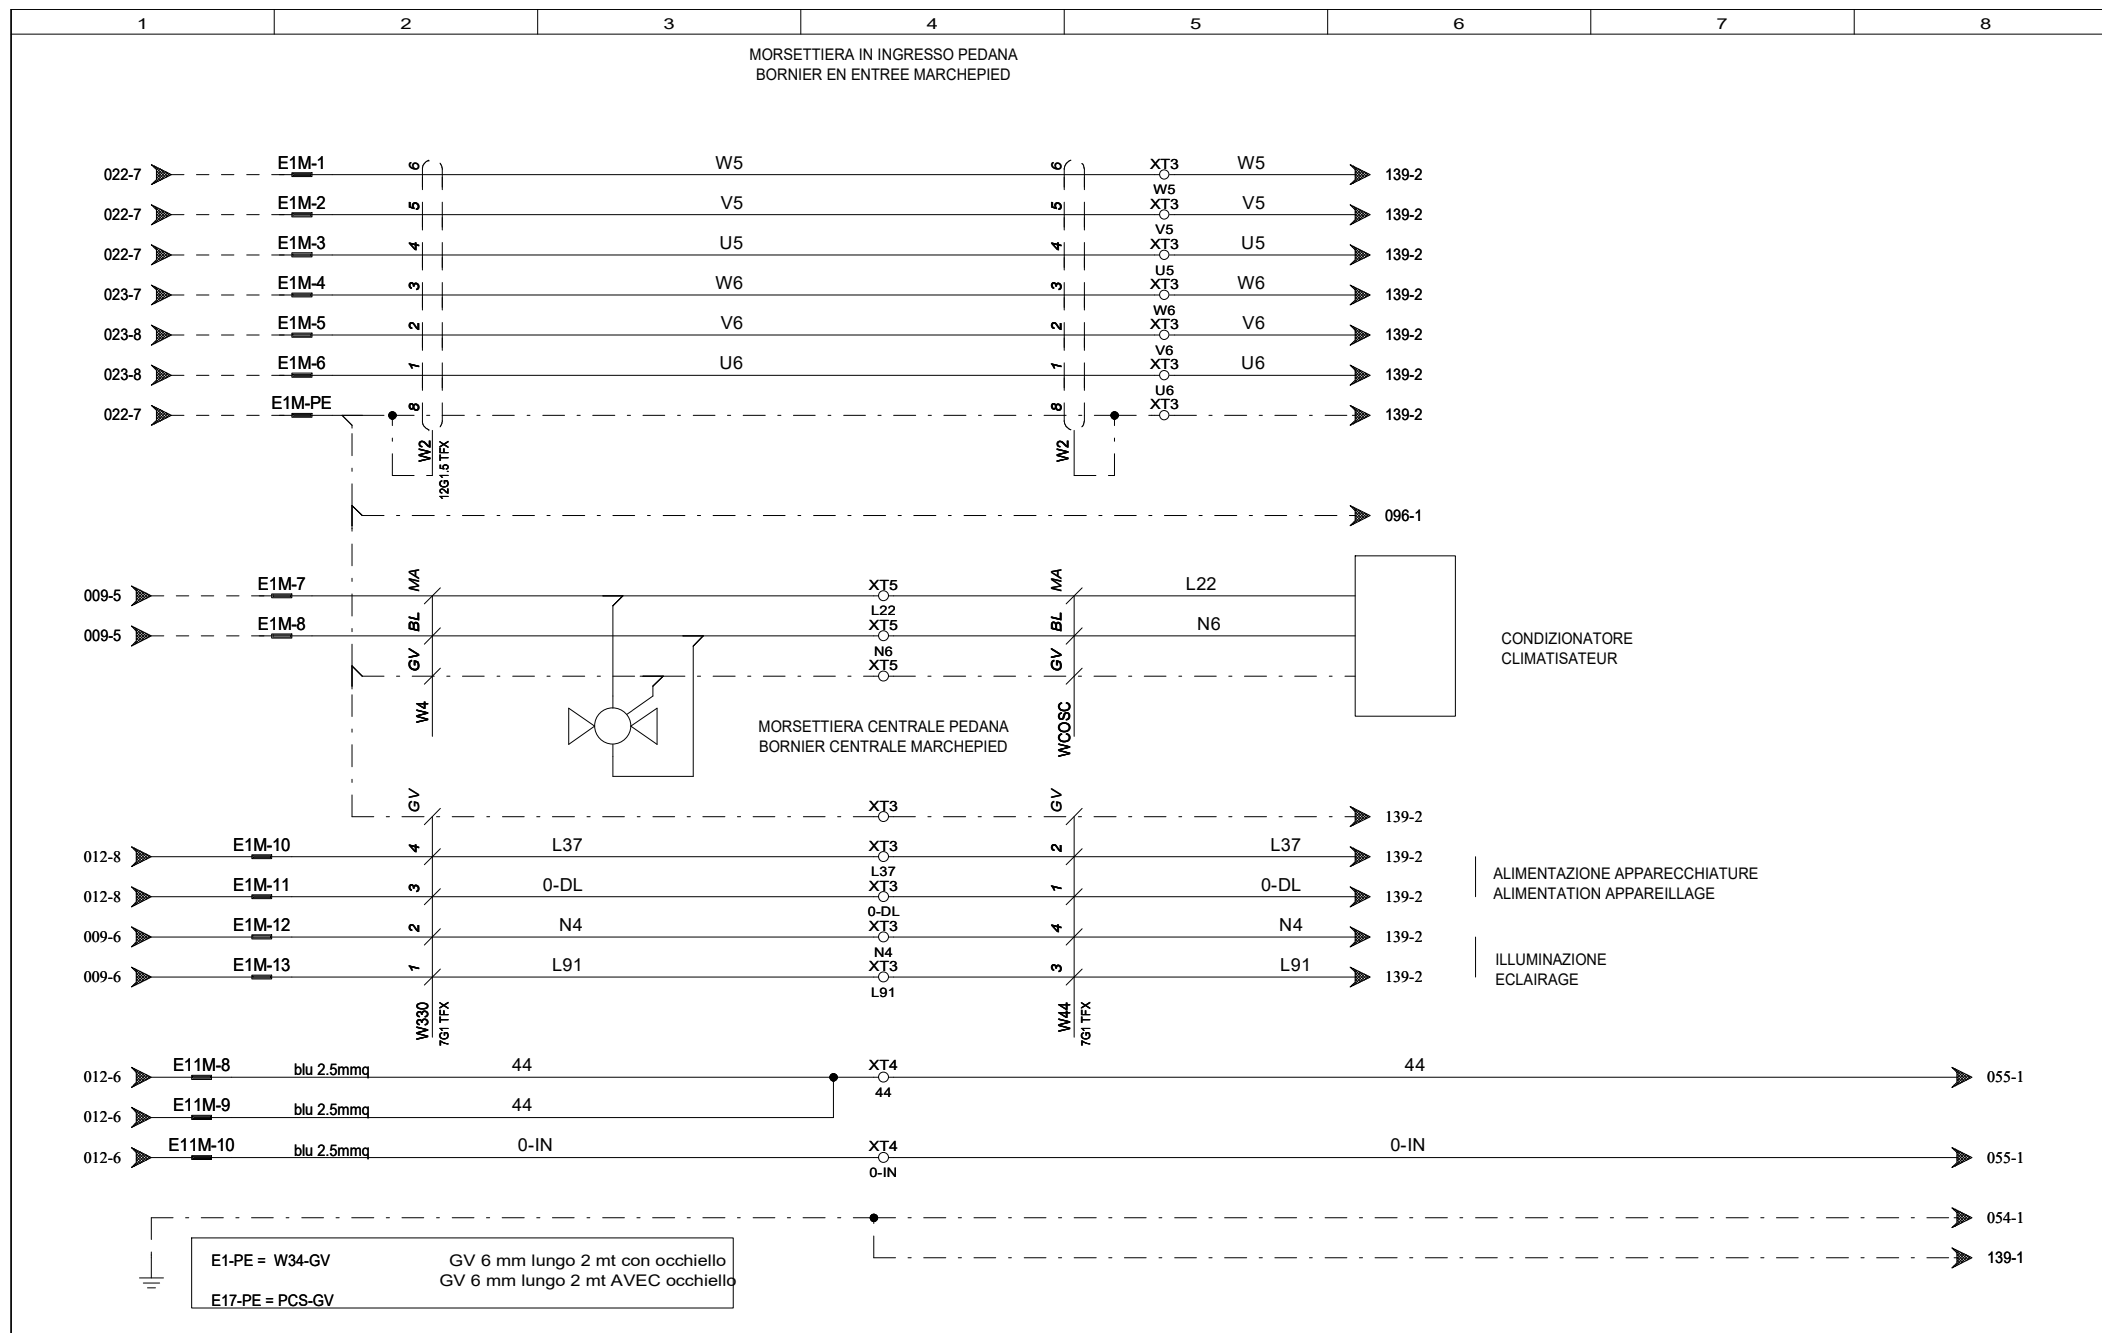 1 2 3 4 5 6 7 8
MORSETTIERA IN INGRESSO PEDANA
BORNIER EN ENTREE MARCHEPIED
022-7 E1M-1 6 W5 6 XT3 W5 139-2
W5
022-7 E1M-2 5 V5 5 XT3 V5 139-2
V5
022-7 E1M-3 4 U5 4 XT3 U5 139-2
U5
023-7 E1M-4 3 W6 3 XT3 W6 139-2
W6
023-8 E1M-5 2 V6 2 XT3 V6 139-2
V6
023-8 E1M-6 1 U6 1 XT3 U6 139-2
U6
022-7 E1M-PE 8 8 XT3 139-2
W2 12G1.5 TFX W2
096-1
009-5 E1M-7 MA XT5 MA L22
L22
009-5 E1M-8 BL XT5 BL N6
N6
GV XT5 GV
CONDIZIONATORE
CLIMATISATEUR
W4 WCOSC
MORSETTIERA CENTRALE PEDANA
BORNIER CENTRALE MARCHEPIED
GV XT3 GV 139-2
012-8 E1M-10 4 L37 XT3 2 L37 139-2
L37
012-8 E1M-11 3 0-DL XT3 1 0-DL 139-2
0-DL
ALIMENTAZIONE APPARECCHIATURE
ALIMENTATION APPAREILLAGE
009-6 E1M-12 2 N4 XT3 4 N4 139-2
N4
009-6 E1M-13 1 L91 XT3 3 L91 139-2
L91
ILLUMINAZIONE
ECLAIRAGE
W330 7G1 TFX W44 7G1 TFX
012-6 E11M-8 blu 2.5mmq 44 XT4 44 055-1
44
012-6 E11M-9 blu 2.5mmq 44
012-6 E11M-10 blu 2.5mmq 0-IN XT4 0-IN 055-1
0-IN
054-1
139-1
E1-PE = W34-GV GV 6 mm lungo 2 mt con occhiello
GV 6 mm lungo 2 mt AVEC occhiello
E17-PE = PCS-GV